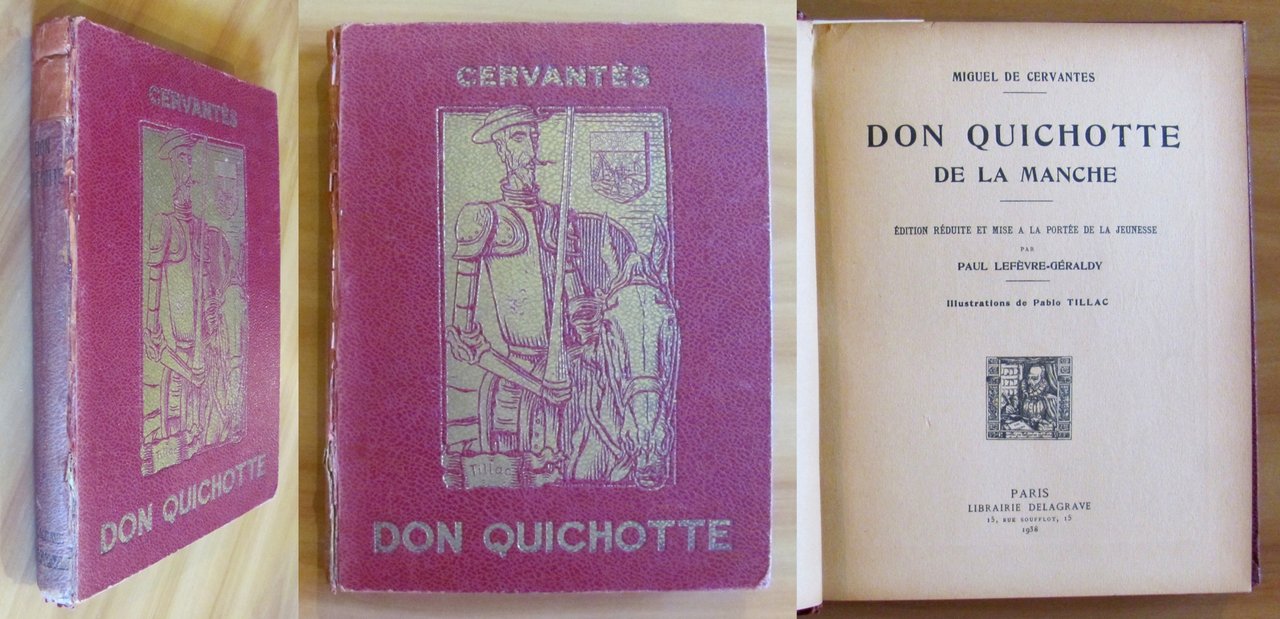 CERVANTÈS
Tillac
DON QUICHOTTE
CERVANTÈS
Tillac
DON QUICHOTTE
MIGUEL DE CERVANTES
DON QUICHOTTE
DE LA MANCHE
ÉDITION RÉDUITE ET MISE A LA PORTÉE DE LA JEUNESSE
PAR
PAUL LEFÈVRE-GÉRALDY
Illustrations de Pablo TILLAC
PARIS
LIBRAIRIE DELAGRAVE
15, RUE SOUFFLOT, 15
1938